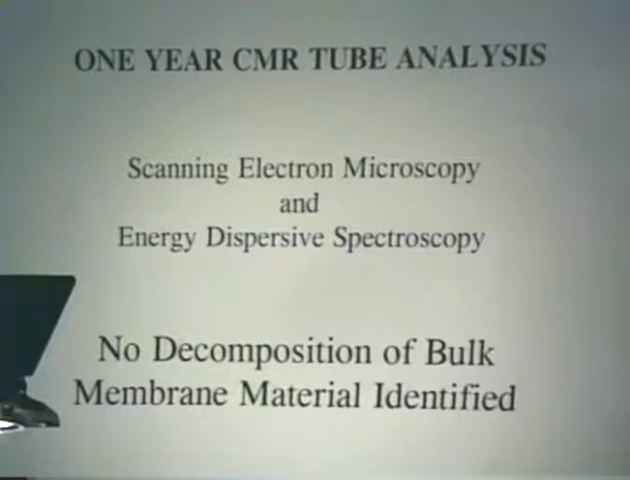 ONE YEAR CMR TUBE ANALYSIS
Scanning Electron Microscopy
and
Energy Dispersive Spectroscopy
No Decomposition of Bulk
Membrane Material Identified